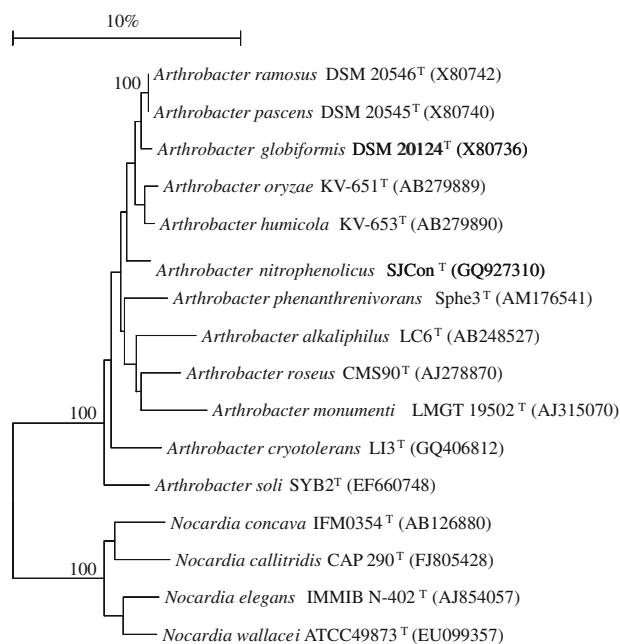 10%
100 Arthrobacter ramosus DSM 20546T (X80742)
Arthrobacter pascens DSM 20545T (X80740)
Arthrobacter globiformis DSM 20124T (X80736)
Arthrobacter oryzae KV-651T (AB279889)
Arthrobacter humicola KV-653T (AB279890)
Arthrobacter nitrophenolicus SJCon T (GQ927310)
Arthrobacter phenanthrenivorans Sphe3T (AM176541)
Arthrobacter alkaliphilus LC6T (AB248527)
Arthrobacter roseus CMS90T (AJ278870)
Arthrobacter monumenti LMGT 19502T (AJ315070)
100
Arthrobacter cryotolerans LI3T (GQ406812)
Arthrobacter soli SYB2T (EF660748)
Nocardia concava IFM0354T (AB126880)
Nocardia callitridis CAP 290T (FJ805428)
100
Nocardia elegans IMMIB N-402T (AJ854057)
Nocardia wallacei ATCC49873T (EU099357)